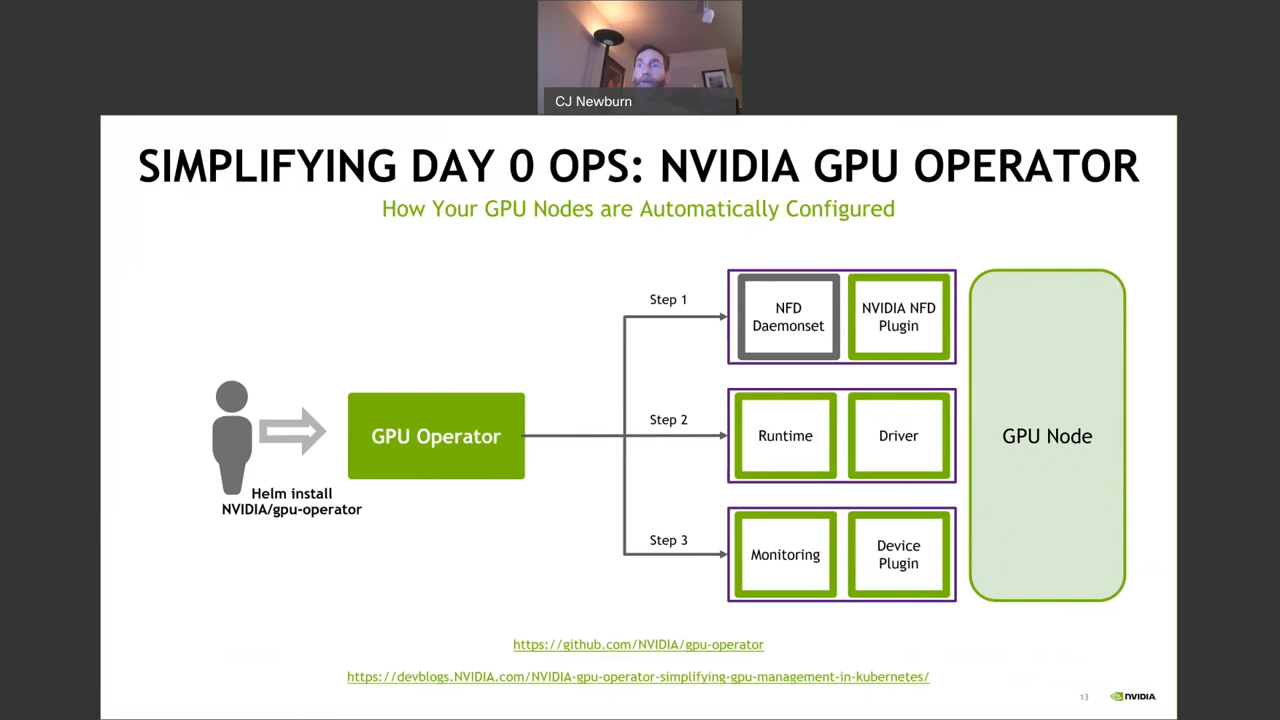 CJ Newburn
SIMPLIFYING DAY 0 OPS: NVIDIA GPU OPERATOR
How Your GPU Nodes are Automatically Configured
Step 1
NFD
Daemonset
NVIDIA NFD
Plugin
GPU Operator
Step 2
Runtime
Driver
GPU Node
Helm install
NVIDIA/gpu-operator
Step 3
Monitoring
Device
Plugin
https://github.com/NVIDIA/gpu-operator
https://devblogs.NVIDIA.com/NVIDIA-gpu-operator-simplifying-gpu-management-in-kubernetes/
13
NVIDIA.